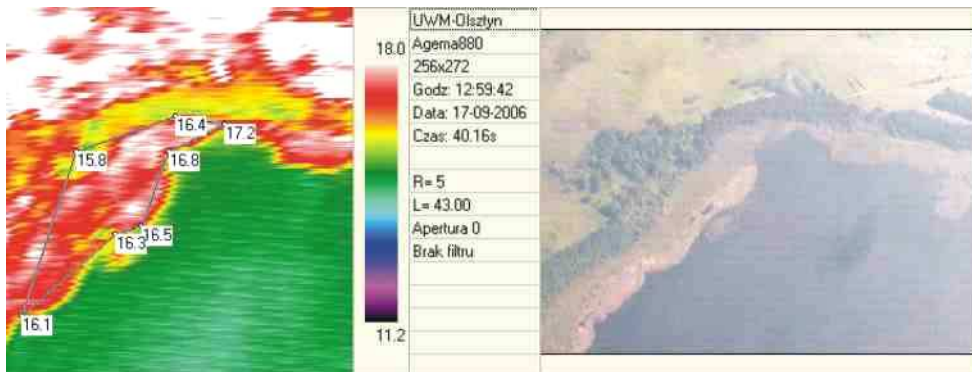 16.4
17.2
15.8
16.8
16.5
16.3
16.1
18.0
11.2
UWM-Olsztyn
Agema880
256x272
Godz: 12:59:42
Data: 17-09-2006
Czas: 40.16s
R= 5
L= 43.00
Apertura 0
Brak filtru